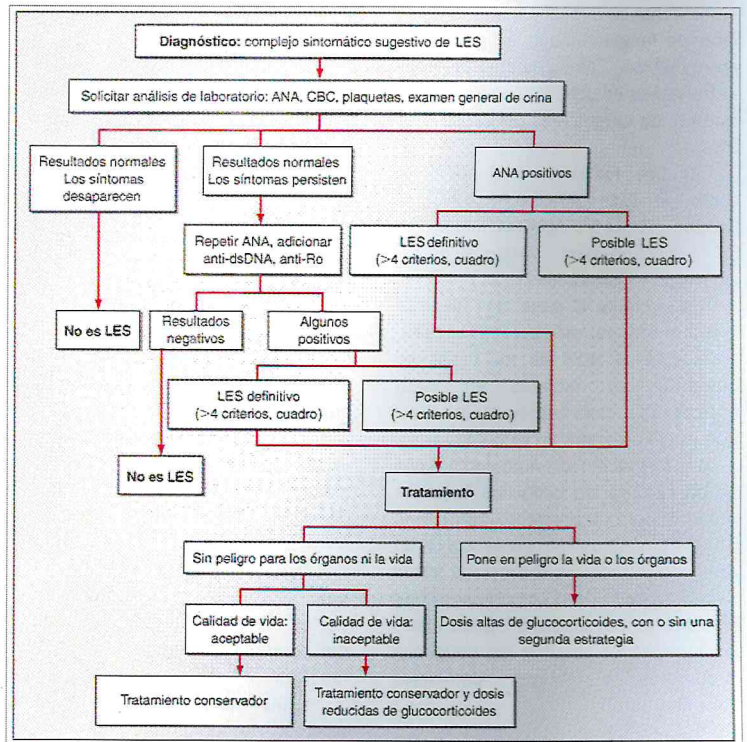 Diagnóstico: complejo sintomático sugestivo de LES
Solicitar análisis de laboratorio: ANA, CBC, plaquetas, examen general de orina
Resultados normales
Los síntomas
desaparecen
Resultados normales
Los síntomas persisten
ANA positivos
Repetir ANA, adicionar
anti-dsDNA, anti-Ro
LES definitivo
(>4 criterios, cuadro)
Posible LES
(>4 criterios, cuadro)
No es LES
Resultados
negativos
Algunos
positivos
LES definitivo
(>4 criterios, cuadro)
Posible LES
(>4 criterios, cuadro)
No es LES
Tratamiento
Sin peligro para los órganos ni la vida
Pone en peligro la vida o los órganos
Calidad de vida:
aceptable
Calidad de vida:
inaceptable
Dosis altas de glucocorticoides, con o sin una
segunda estrategia
Tratamiento conservador
Tratamiento conservador y dosis
reducidas de glucocorticoides